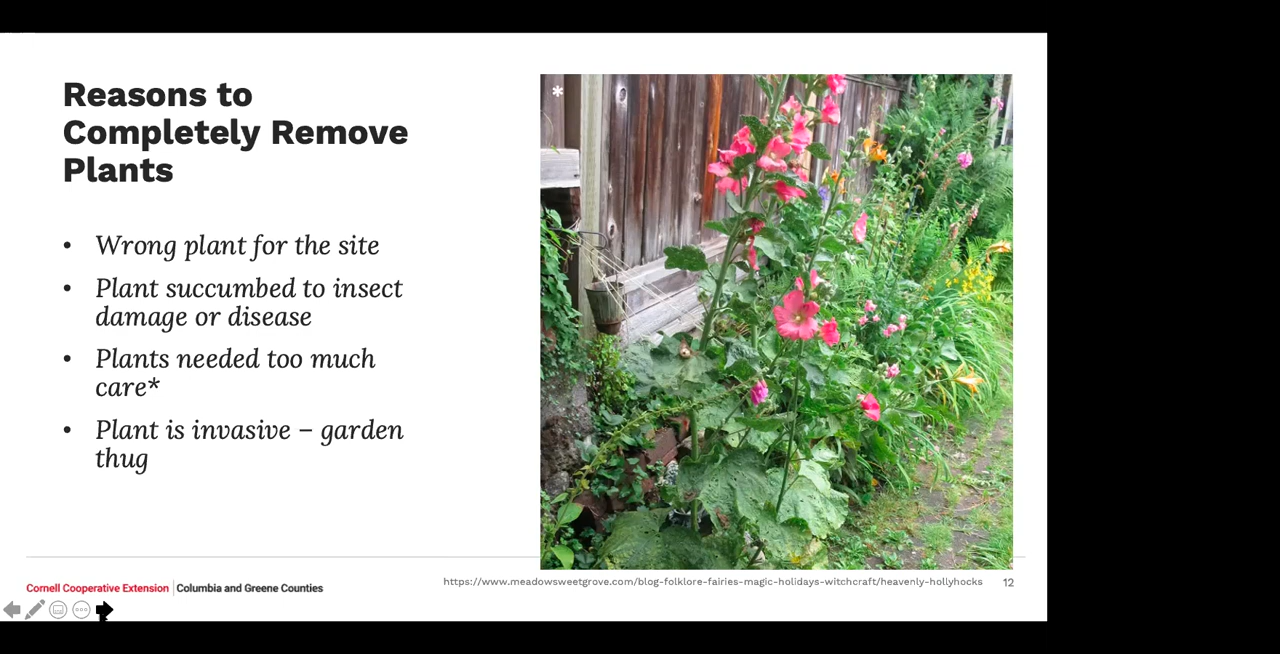 Reasons to
Completely Remove
Plants
• Wrong plant for the site
• Plant succumbed to insect
damage or disease
• Plants needed too much
care*
• Plant is invasive – garden
thug
*
https://www.meadowsweetgrove.com/blog-folklore-fairies-magic-holidays-witchcraft/heavenly-hollyhocks
12
Cornell Cooperative Extension | Columbia and Greene Counties